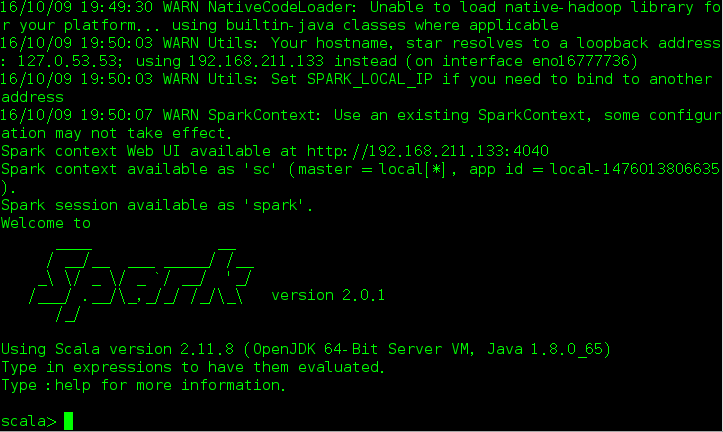 16/10/09 19:49:30 WARN NativeCodeLoader: Unable to load native-hadoop library fo
r your platform... using builtin-java classes where applicable
16/10/09 19:50:03 WARN Utils: Your hostname, star resolves to a loopback address
: 127.0.53.53; using 192.168.211.133 instead (on interface eno16777736)
16/10/09 19:50:03 WARN Utils: Set SPARK_LOCAL_IP if you need to bind to another
address
16/10/09 19:50:07 WARN SparkContext: Use an existing SparkContext, some configur
ation may not take effect.
Spark context Web UI available at http://192.168.211.133:4040
Spark context available as 'sc' (master = local[*], app id = local-1476013806635
).
Spark session available as 'spark'.
Welcome to
Spark version 2.0.1
Using Scala version 2.11.8 (OpenJDK 64-Bit Server VM, Java 1.8.0_65)
Type in expressions to have them evaluated.
Type :help for more information.
scala>